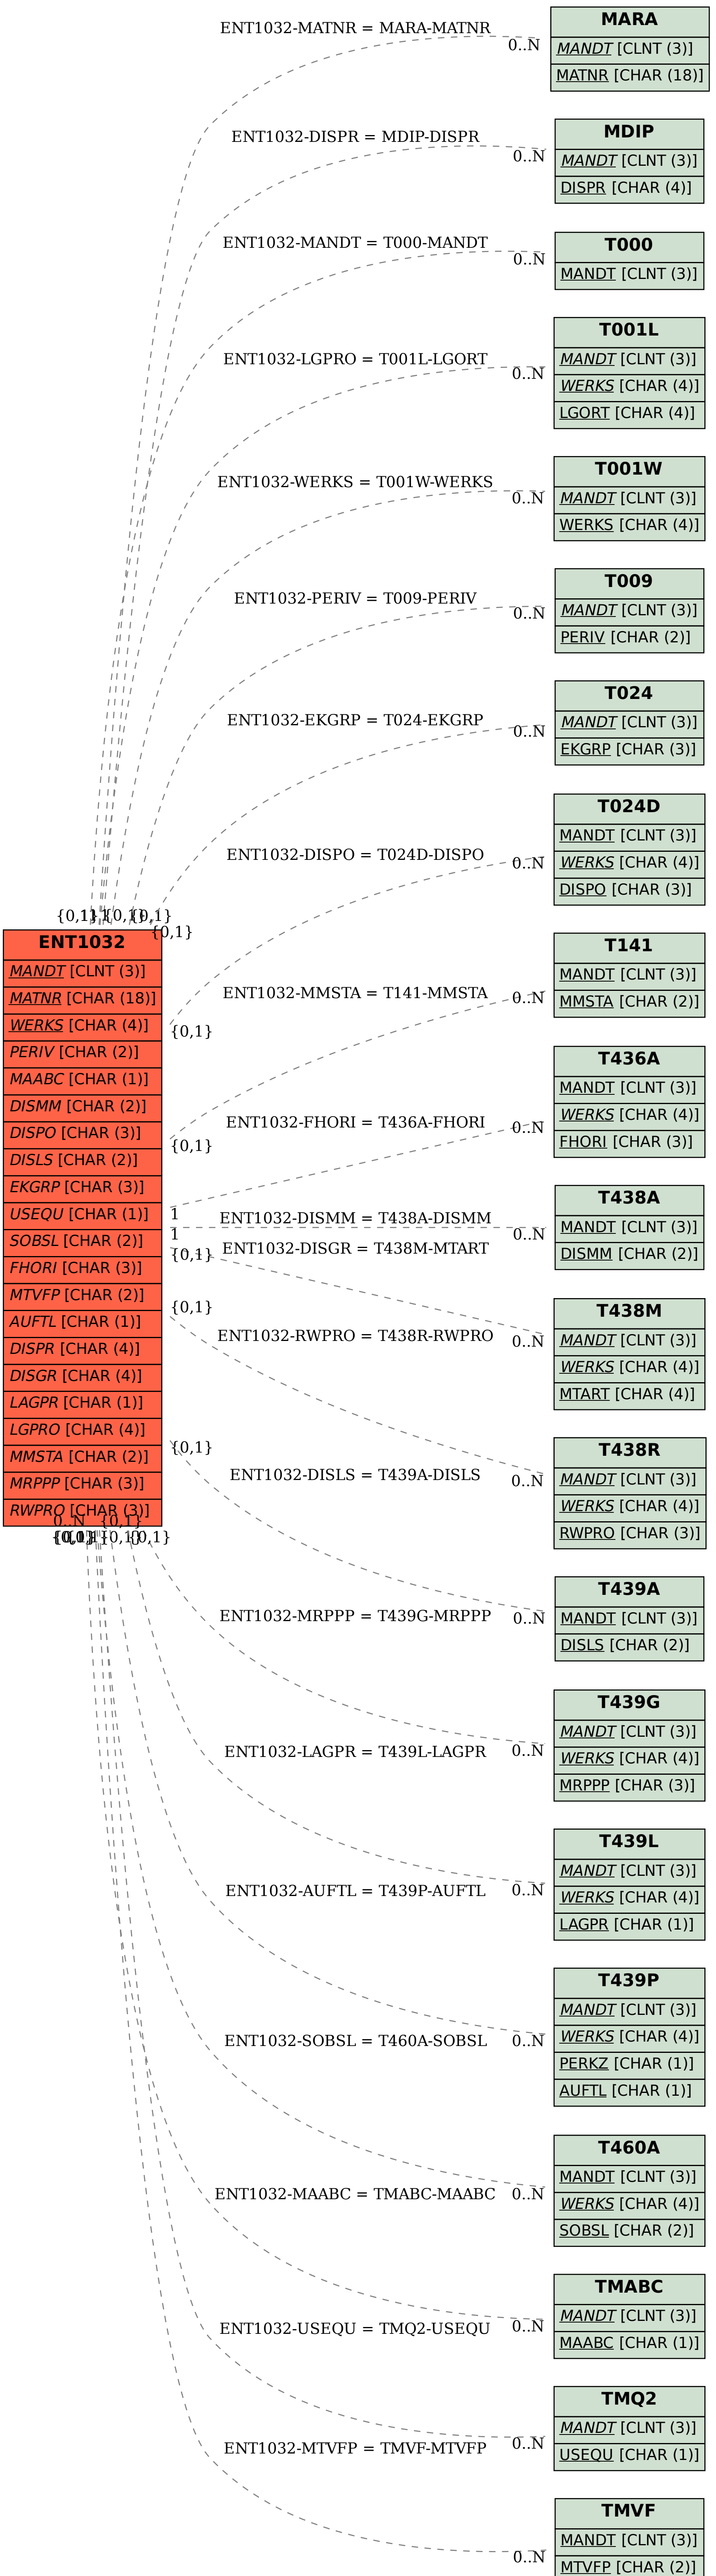 ENT1032-MATNR = MARA-MATNR
0..N
MARA
MANDT [CLNT (3)]
MATNR [CHAR (18)]
ENT1032-DISPR = MDIP-DISPR
0..N
MDIP
MANDT [CLNT (3)]
DISPR [CHAR (4)]
ENT1032-MANDT = T000-MANDT
0..N
T000
MANDT [CLNT (3)]
ENT1032-LGPRO = T001L-LGORT
0..N
T001L
MANDT [CLNT (3)]
WERKS [CHAR (4)]
LGORT [CHAR (4)]
ENT1032-WERKS = T001W-WERKS
0..N
T001W
MANDT [CLNT (3)]
WERKS [CHAR (4)]
ENT1032-PERIV = T009-PERIV
0..N
T009
MANDT [CLNT (3)]
PERIV [CHAR (2)]
ENT1032-EKGRP = T024-EKGRP
0..N
T024
MANDT [CLNT (3)]
EKGRP [CHAR (3)]
ENT1032-DISPO = T024D-DISPO
0..N
T024D
MANDT [CLNT (3)]
WERKS [CHAR (4)]
DISPO [CHAR (3)]
{0,1}
{0,1}
{0,1}
{0,1}
ENT1032
MANDT [CLNT (3)]
MATNR [CHAR (18)]
WERKS [CHAR (4)]
PERIV [CHAR (2)]
MAABC [CHAR (1)]
DISMM [CHAR (2)]
DISPO [CHAR (3)]
DISLS [CHAR (2)]
EKGRP [CHAR (3)]
USEQU [CHAR (1)]
SOBSL [CHAR (2)]
FHORI [CHAR (3)]
MTVFP [CHAR (2)]
AUFTL [CHAR (1)]
DISPR [CHAR (4)]
DISGR [CHAR (4)]
LAGPR [CHAR (1)]
LGPRO [CHAR (4)]
MMSTA [CHAR (2)]
MRPPP [CHAR (3)]
RWPRO [CHAR (3)]
{0,1}
{0,1}
1
1
{0,1}
{0,1}
{0,1}
0..N
{0,1}
{0,1}
{0,1}
ENT1032-MMSTA = T141-MMSTA
0..N
T141
MANDT [CLNT (3)]
MMSTA [CHAR (2)]
ENT1032-FHORI = T436A-FHORI
0..N
T436A
MANDT [CLNT (3)]
WERKS [CHAR (4)]
FHORI [CHAR (3)]
ENT1032-DISMM = T438A-DISMM
0..N
T438A
MANDT [CLNT (3)]
DISMM [CHAR (2)]
ENT1032-DISGR = T438M-MTART
0..N
T438M
MANDT [CLNT (3)]
WERKS [CHAR (4)]
MTART [CHAR (4)]
ENT1032-RWPRO = T438R-RWPRO
0..N
T438R
MANDT [CLNT (3)]
WERKS [CHAR (4)]
RWPRO [CHAR (3)]
ENT1032-DISLS = T439A-DISLS
0..N
T439A
MANDT [CLNT (3)]
DISLS [CHAR (2)]
ENT1032-MRPPP = T439G-MRPPP
0..N
T439G
MANDT [CLNT (3)]
WERKS [CHAR (4)]
MRPPP [CHAR (3)]
ENT1032-LAGPR = T439L-LAGPR
0..N
T439L
MANDT [CLNT (3)]
WERKS [CHAR (4)]
LAGPR [CHAR (1)]
ENT1032-AUFTL = T439P-AUFTL
0..N
T439P
MANDT [CLNT (3)]
WERKS [CHAR (4)]
PERKZ [CHAR (1)]
AUFTL [CHAR (1)]
ENT1032-SOBSL = T460A-SOBSL
0..N
T460A
MANDT [CLNT (3)]
WERKS [CHAR (4)]
SOBSL [CHAR (2)]
ENT1032-MAABC = TMABC-MAABC
0..N
TMABC
MANDT [CLNT (3)]
MAABC [CHAR (1)]
ENT1032-USEQU = TMQ2-USEQU
0..N
TMQ2
MANDT [CLNT (3)]
USEQU [CHAR (1)]
ENT1032-MTVFP = TMVF-MTVFP
0..N
TMVF
MANDT [CLNT (3)]
MTVFP [CHAR (2)]